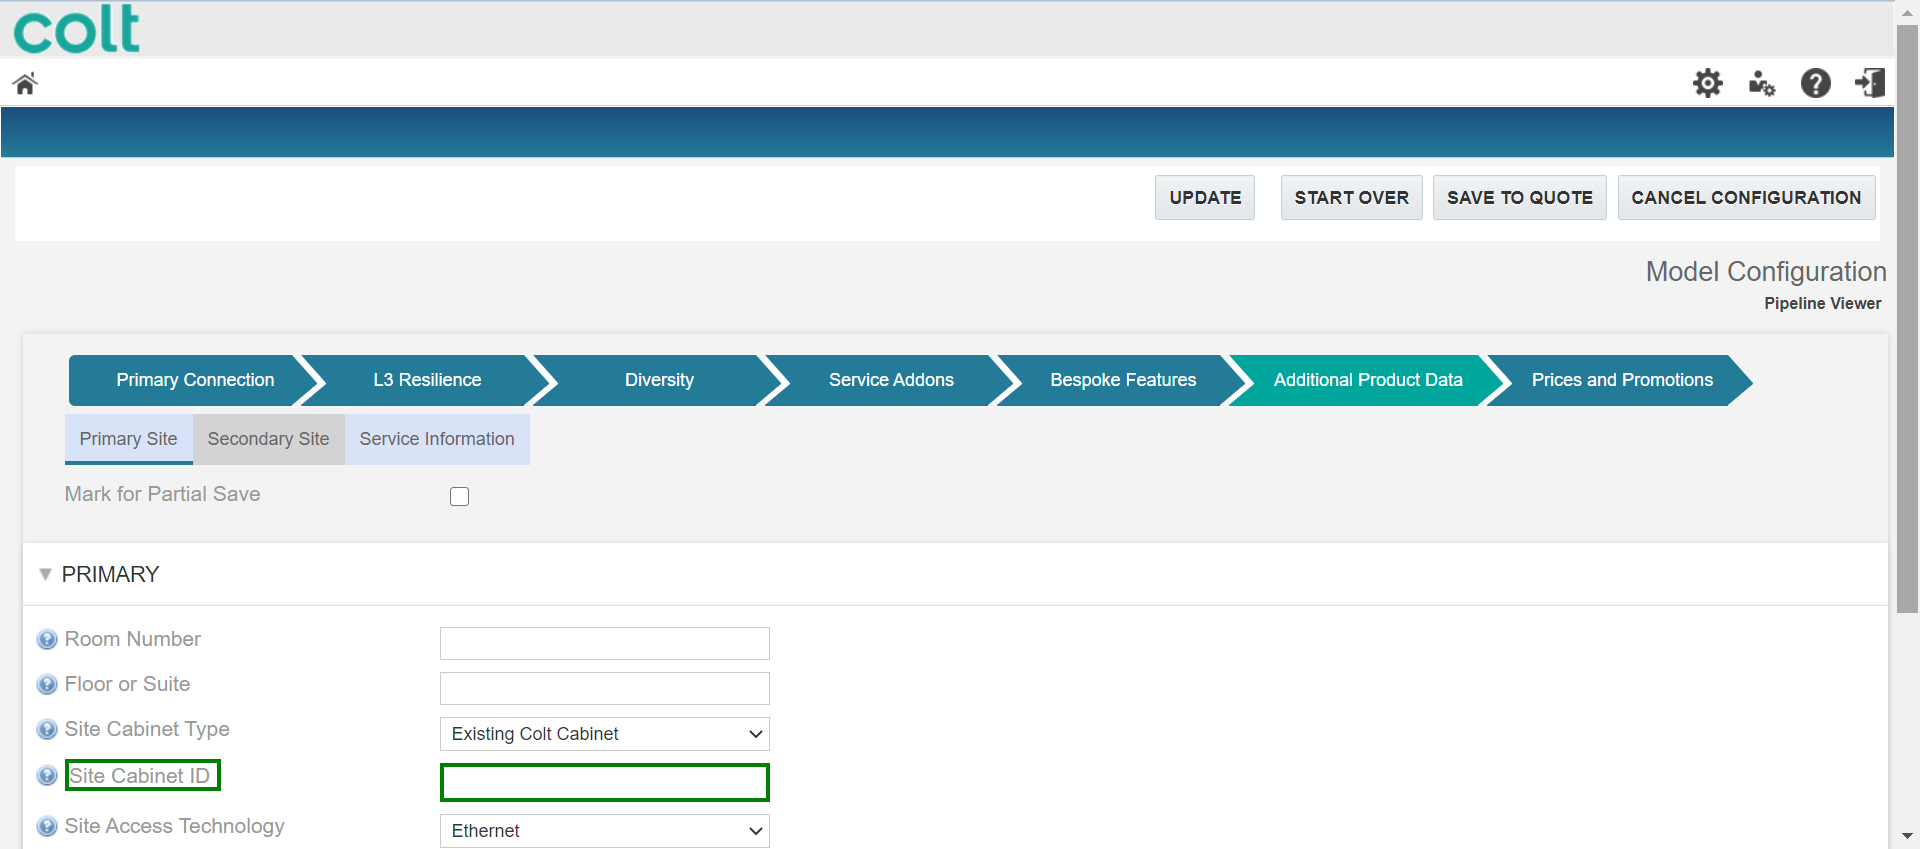 colt
UPDATE START OVER SAVE TO QUOTE CANCEL CONFIGURATION
Model Configuration
Pipeline Viewer
Primary Connection L3 Resilience Diversity Service Addons Bespoke Features Additional Product Data Prices and Promotions
Primary Site Secondary Site Service Information
Mark for Partial Save
PRIMARY
Room Number
Floor or Suite
Site Cabinet Type Existing Colt Cabinet
Site Cabinet ID
Site Access Technology Ethernet